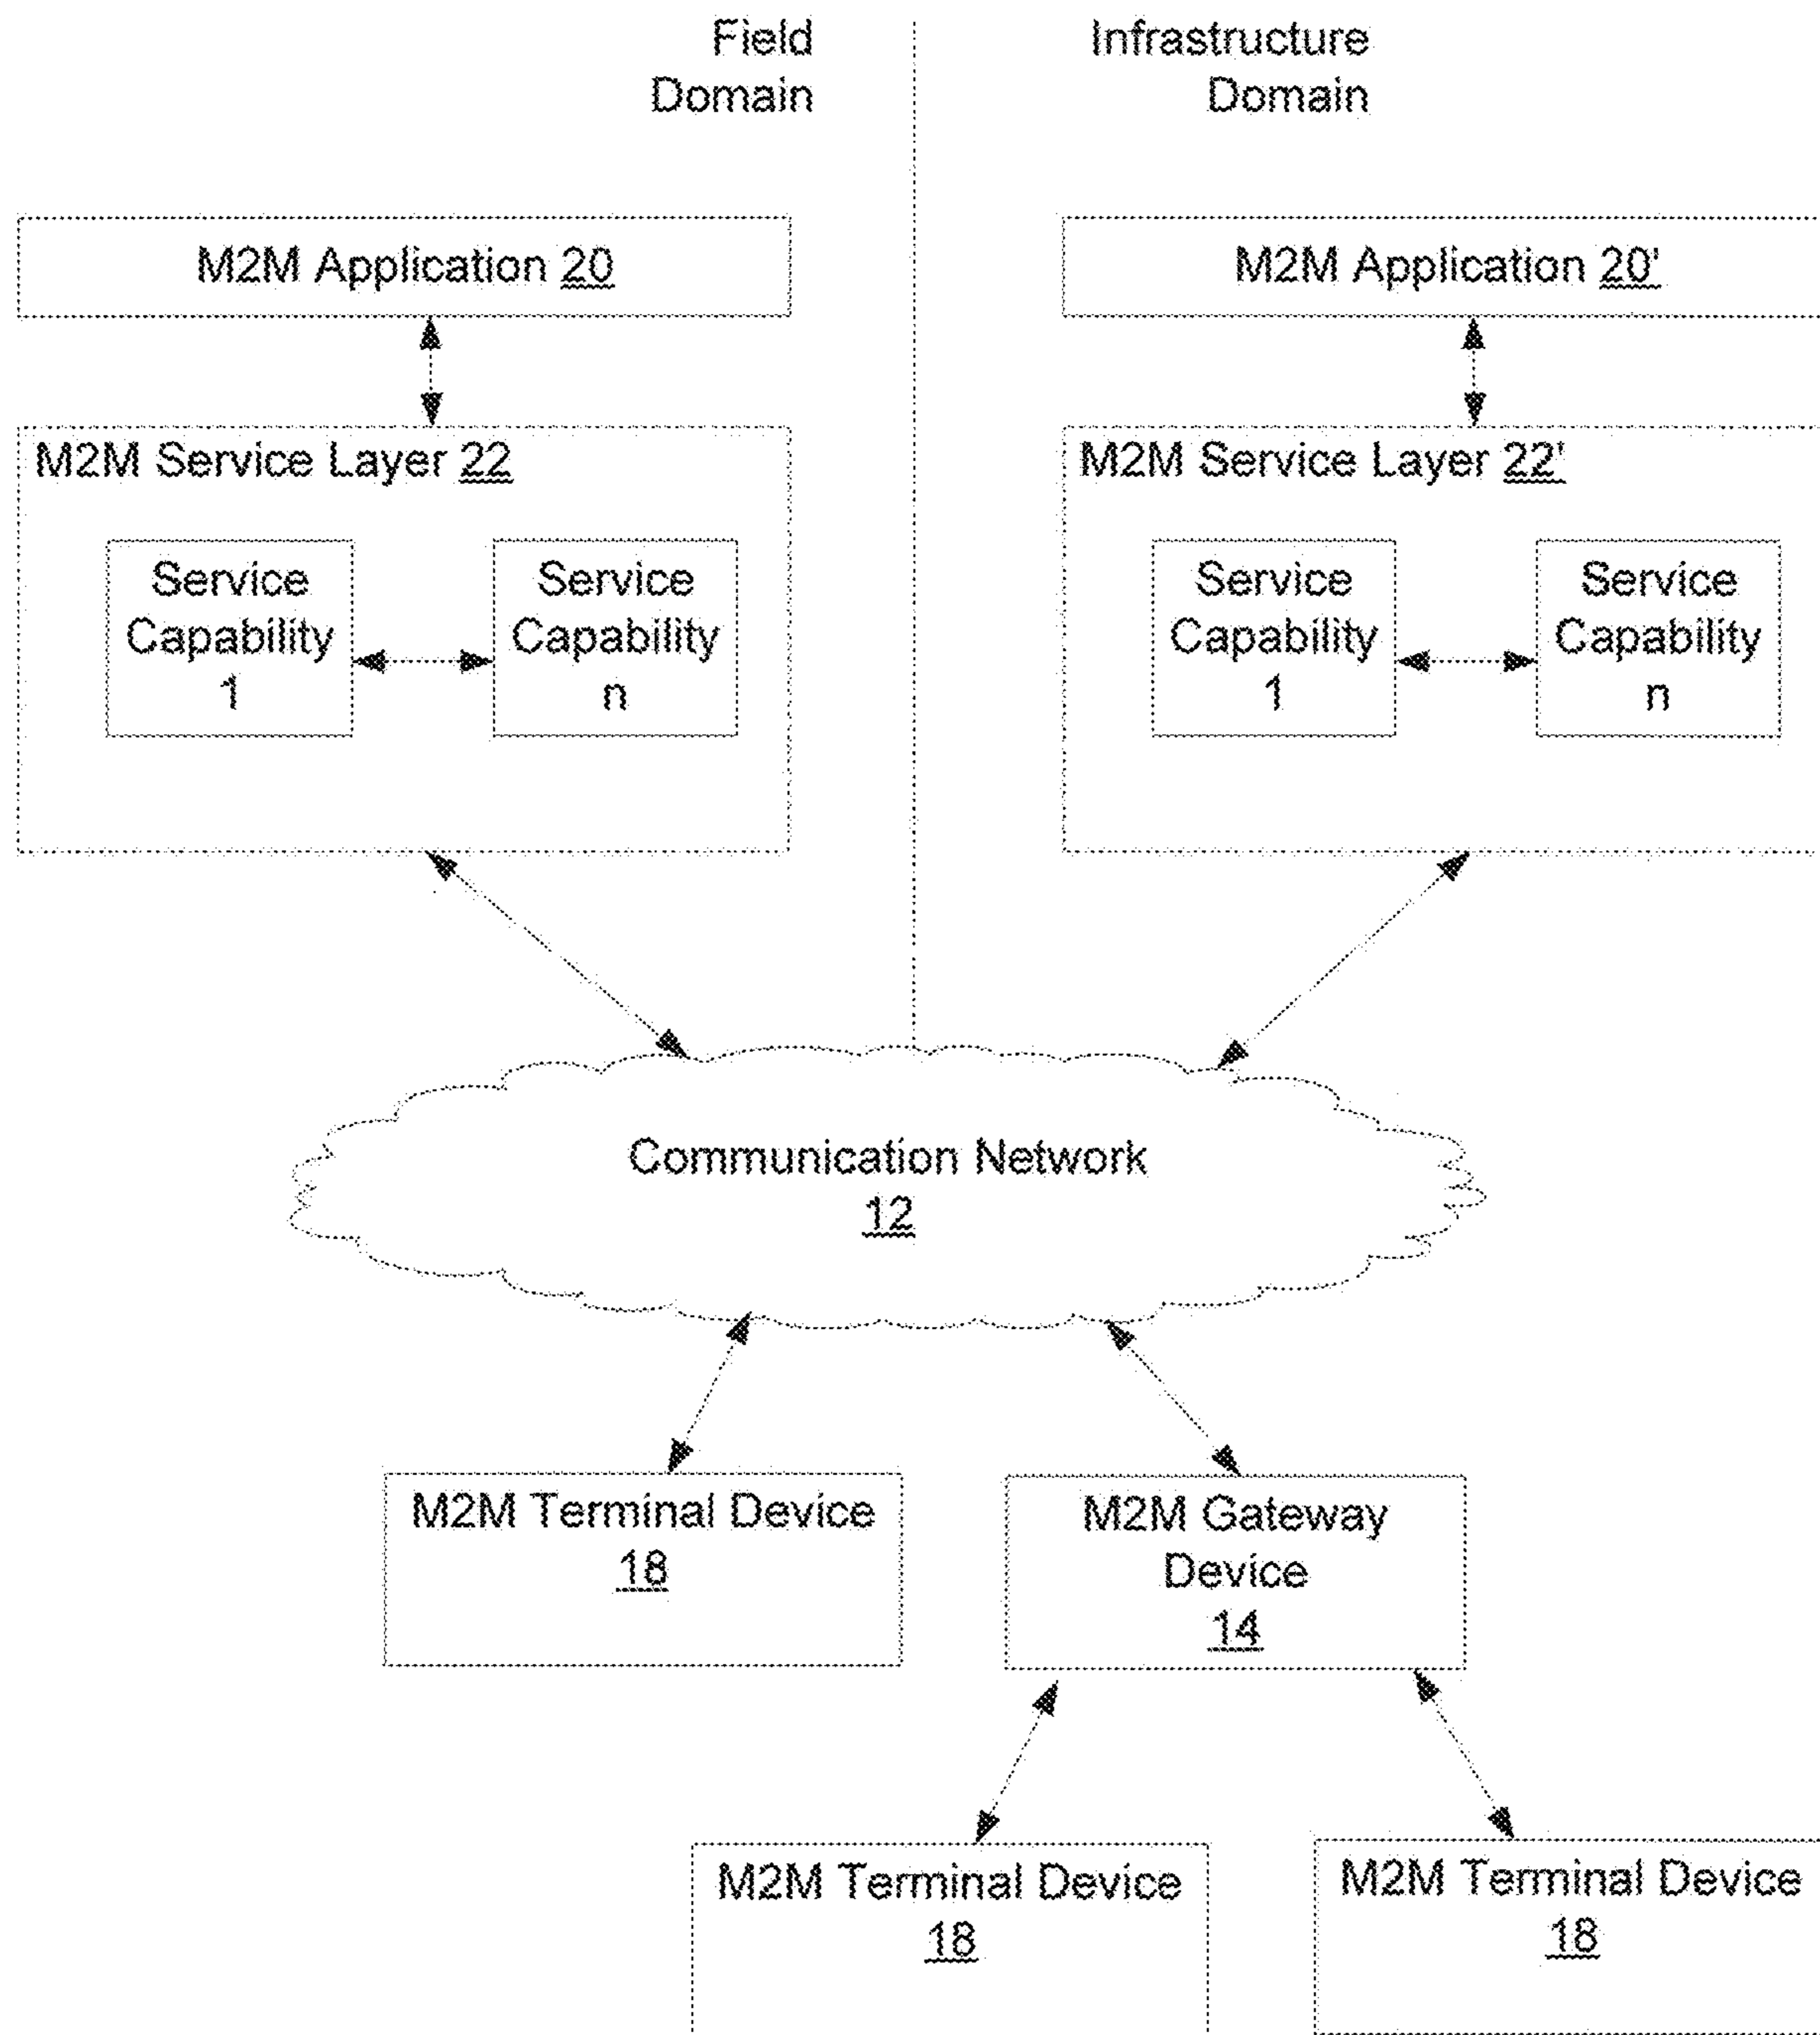 Field
Domain
Infrastructure
Domain
M2M Application 20
M2M Application 20'
M2M Service Layer 22
Service
Capability
1
Service
Capability
n
M2M Service Layer 22'
Service
Capability
1
Service
Capability
n
Communication Network
12
M2M Terminal Device
18
M2M Gateway
Device
14
M2M Terminal Device
18
M2M Terminal Device
18